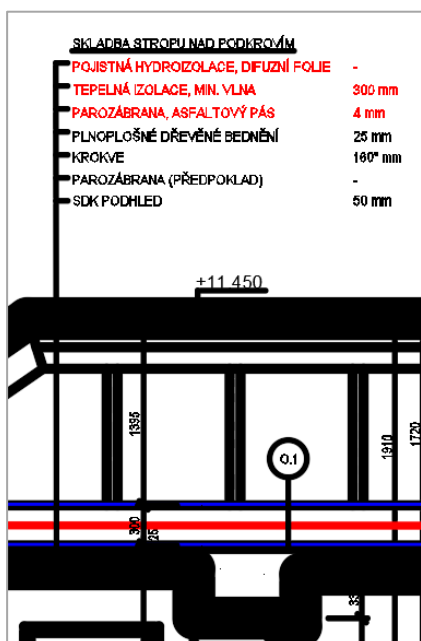 SKLADBA STROPU NAD PODKROVÍM
POJISTNÁ HYDROIZOLACE, DIFUZNÍ FOLIE -
TEPELNÁ IZOLACE, MIN. VLNA 300 mm
PAROZÁBRANA, ASFALTOVÝ PÁS 4 mm
PLNOPLOŠNÉ DŘEVĚNÉ BEDNĚNÍ 25 mm
KROKVE 160* mm
PAROZÁBRANA (PŘEDPOKLAD) -
SDK PODHLED 50 mm
+11 450
1395
1910
1720
O.1
300
25